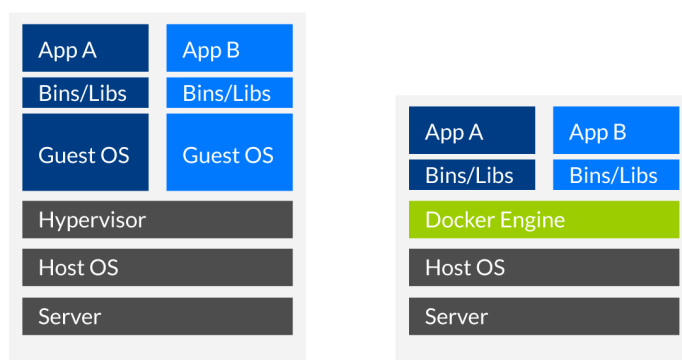 App A
App B
Bins/Libs
Bins/Libs
Guest OS
Guest OS
Hypervisor
Host OS
Server
App A
App B
Bins/Libs
Bins/Libs
Docker Engine
Host OS
Server